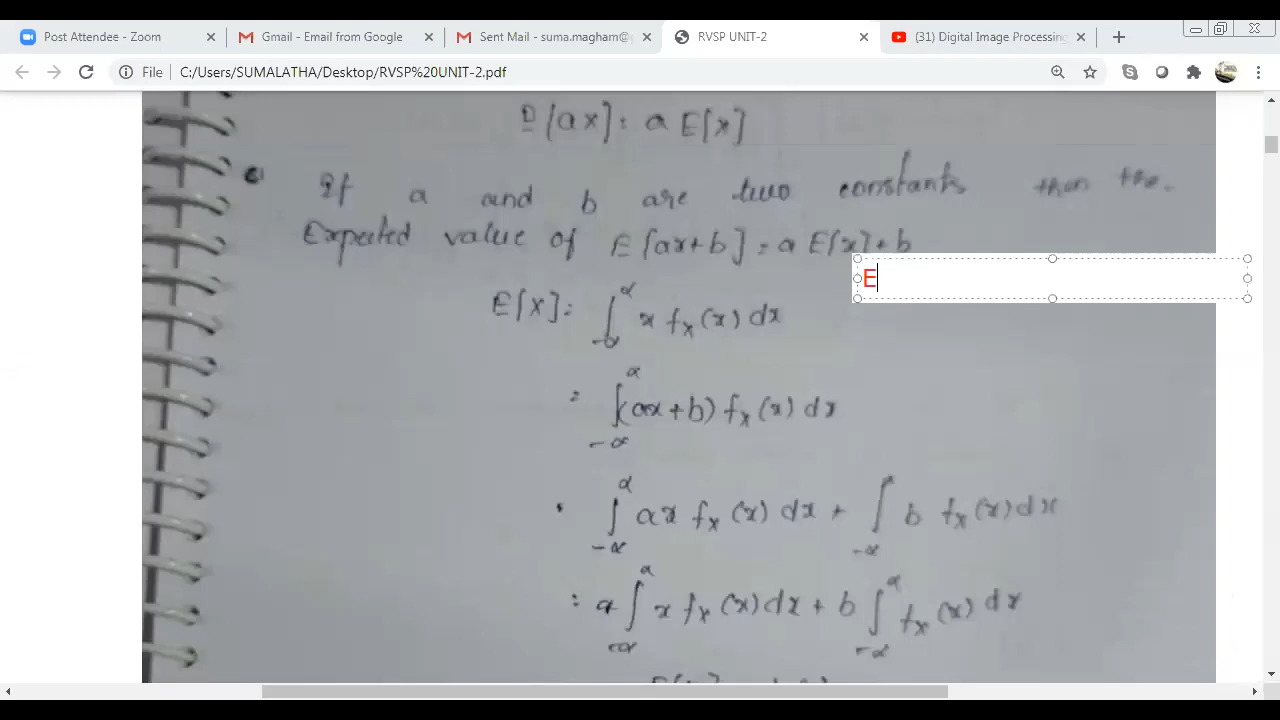 Post Attendee - Zoom
Gmail - Email from Google
Sent Mail - suma.magham@g
RVSP UNIT-2
(31) Digital Image Processing
File C:/Users/SUMALATHA/Desktop/RVSP%20UNIT-2.pdf
[ax] = a E[x]
If a and b are two constants then the.
Expected value of E[ax+b] = a E[x]+b
E
E[x] = ∫_{-α}^{α} x fx(x) dx
= ∫_{-α}^{α} (ax+b) fx(x) dx
∫_{-α}^{α} ax fx(x) dx + ∫_{-α} b fx(x) dx
= a ∫_{-α}^{α} x fx(x) dx + b ∫_{-α}^{α} fx(x) dx